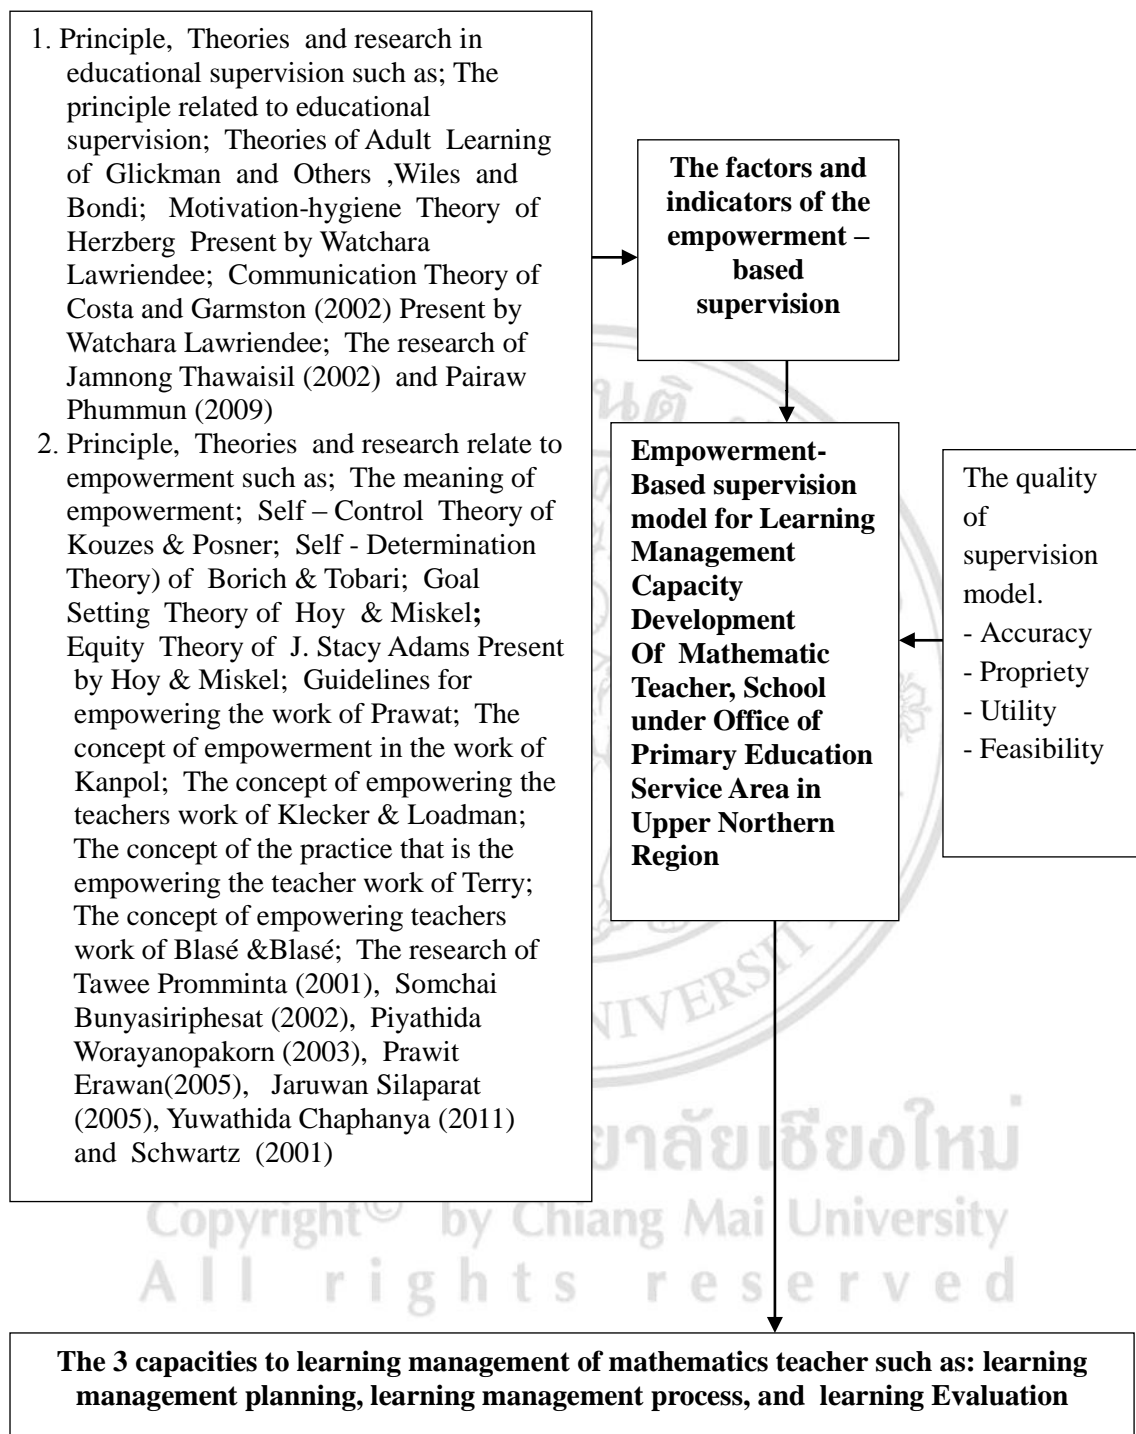 1. Principle, Theories and research in
educational supervision such as; The
principle related to educational
supervision; Theories of Adult Learning
of Glickman and Others ,Wiles and
Bondi; Motivation-hygiene Theory of
Herzberg Present by Watchara
Lawriendee; Communication Theory of
Costa and Garmston (2002) Present by
Watchara Lawriendee; The research of
Jamnong Thawaisil (2002) and Pairaw
Phummun (2009)
2. Principle, Theories and research relate to
empowerment such as; The meaning of
empowerment; Self – Control Theory of
Kouzes & Posner; Self - Determination
Theory) of Borich & Tobari; Goal
Setting Theory of Hoy & Miskel;
Equity Theory of J. Stacy Adams Present
by Hoy & Miskel; Guidelines for
empowering the work of Prawat; The
concept of empowerment in the work of
Kanpol; The concept of empowering the
teachers work of Klecker & Loadman;
The concept of the practice that is the
empowering the teacher work of Terry;
The concept of empowering teachers
work of Blasé &Blasé; The research of
Tawee Promminta (2001), Somchai
Bunyasiriphesat (2002), Piyathida
Worayanopakorn (2003), Prawit
Erawan(2005), Jaruwan Silaparat
(2005), Yuwathida Chaphanya (2011)
and Schwartz (2001)
The factors and
indicators of the
empowerment –
based
supervision
Empowerment-
Based supervision
model for Learning
Management
Capacity
Development
Of Mathematic
Teacher, School
under Office of
Primary Education
Service Area in
Upper Northern
Region
The quality
of
supervision
model.
- Accuracy
- Propriety
- Utility
- Feasibility
Copyright© by Chiang Mai University
All rights reserved
The 3 capacities to learning management of mathematics teacher such as: learning
management planning, learning management process, and learning Evaluation